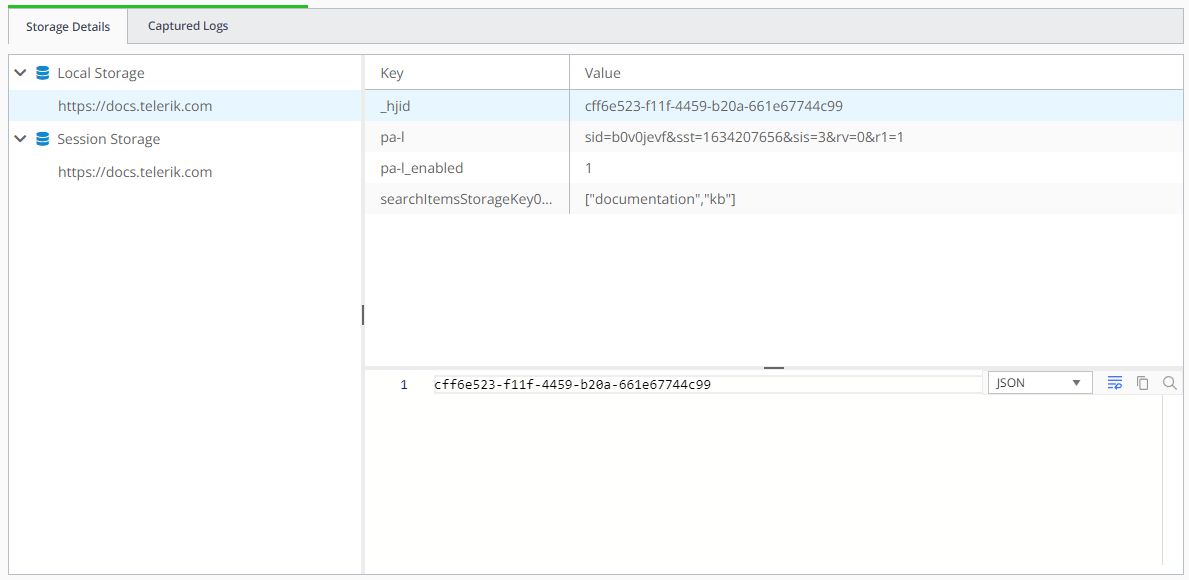 Storage Details Captured Logs
Local Storage
https://docs.telerik.com
Session Storage
https://docs.telerik.com
Key Value
_hjid cff6e523-f11f-4459-b20a-661e67744c99
pa-l sid=b0v0jevf&sst=1634207656&sis=3&rv=0&r1=1
pa-l_enabled 1
searchItemsStorageKey0... ["documentation","kb"]
1 cff6e523-f11f-4459-b20a-661e67744c99 JSON